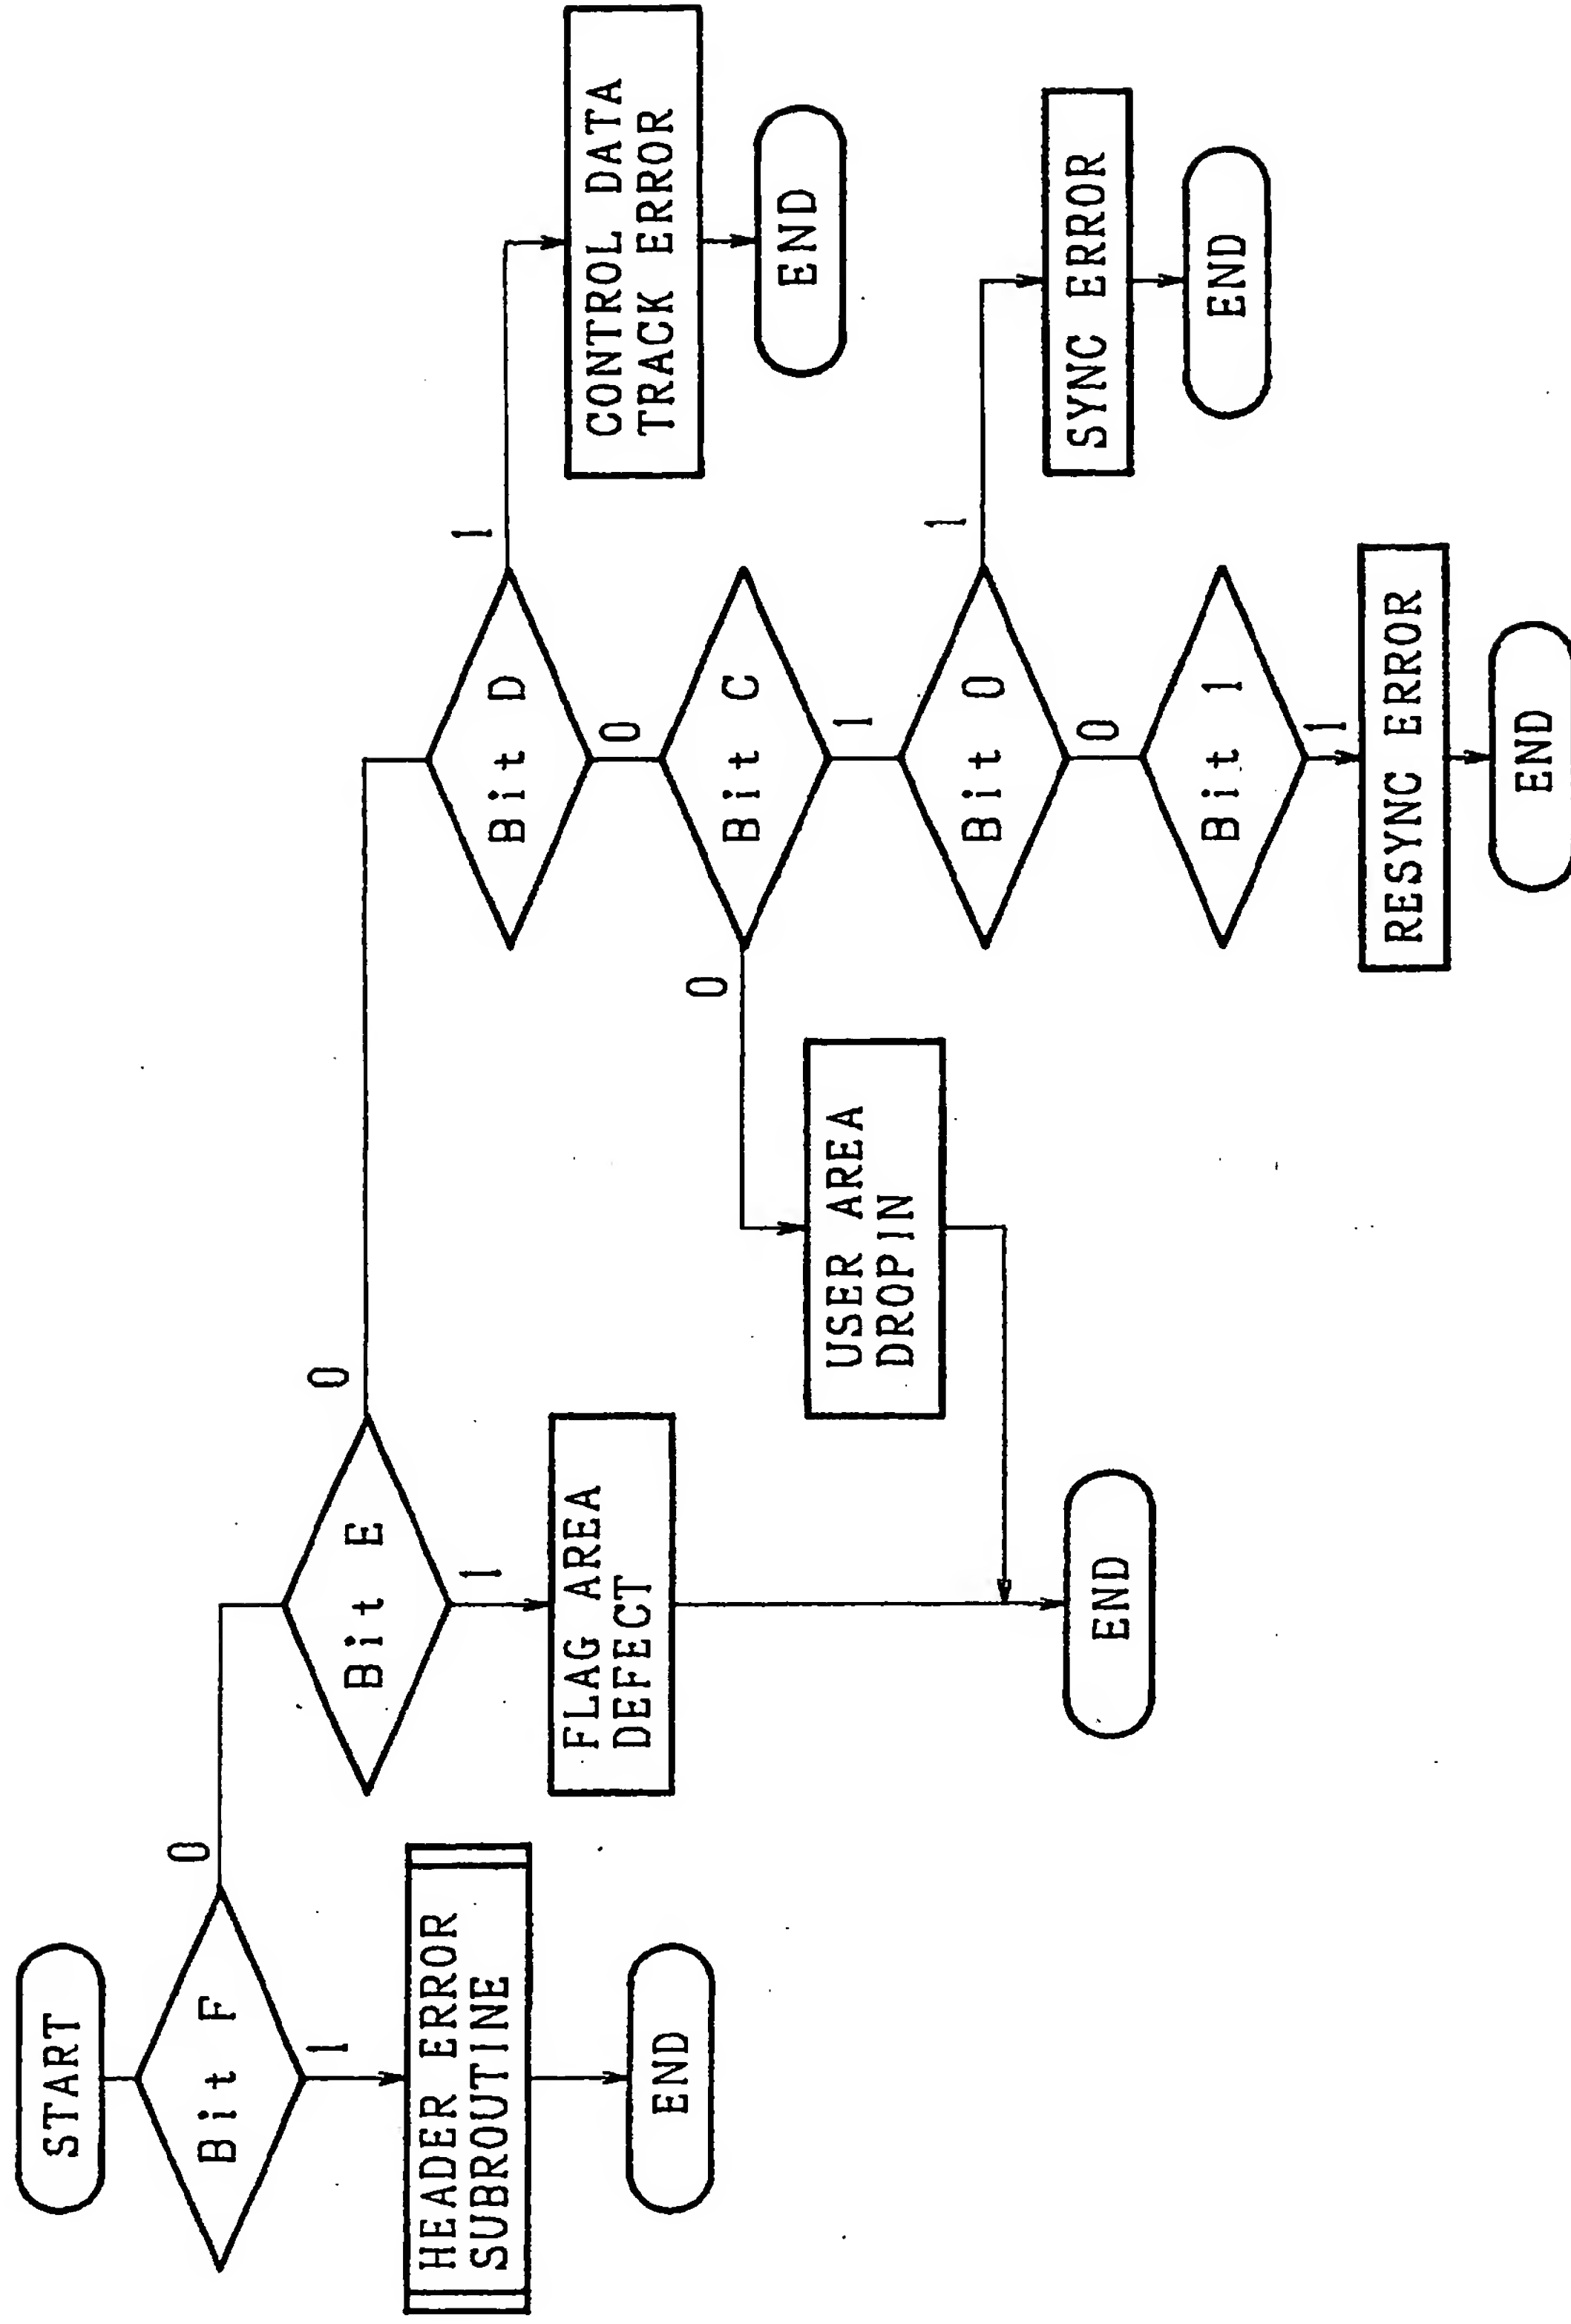 START
Bit F
0
1
HEADER ERROR
SUBROUTINE
END
Bit E
0
1
FLAG AREA
DEFECT
END
Bit D
1
0
CONTROL DATA
TRACK ERROR
END
Bit C
0
1
USER AREA
DROPIN
Bit 0
1
0
SYNC ERROR
END
Bit 1
1
RESYNC ERROR
END